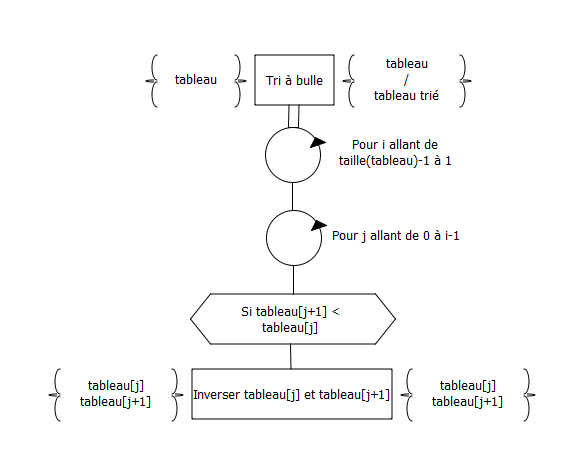 tableau
Tri à bulle
tableau
/
tableau trié
Pour i allant de
taille(tableau)-1 à 1
Pour j allant de 0 à i-1
Si tableau[j+1] <
tableau[j]
tableau[j]
tableau[j+1]
Inverser tableau[j] et tableau[j+1]
tableau[j]
tableau[j+1]